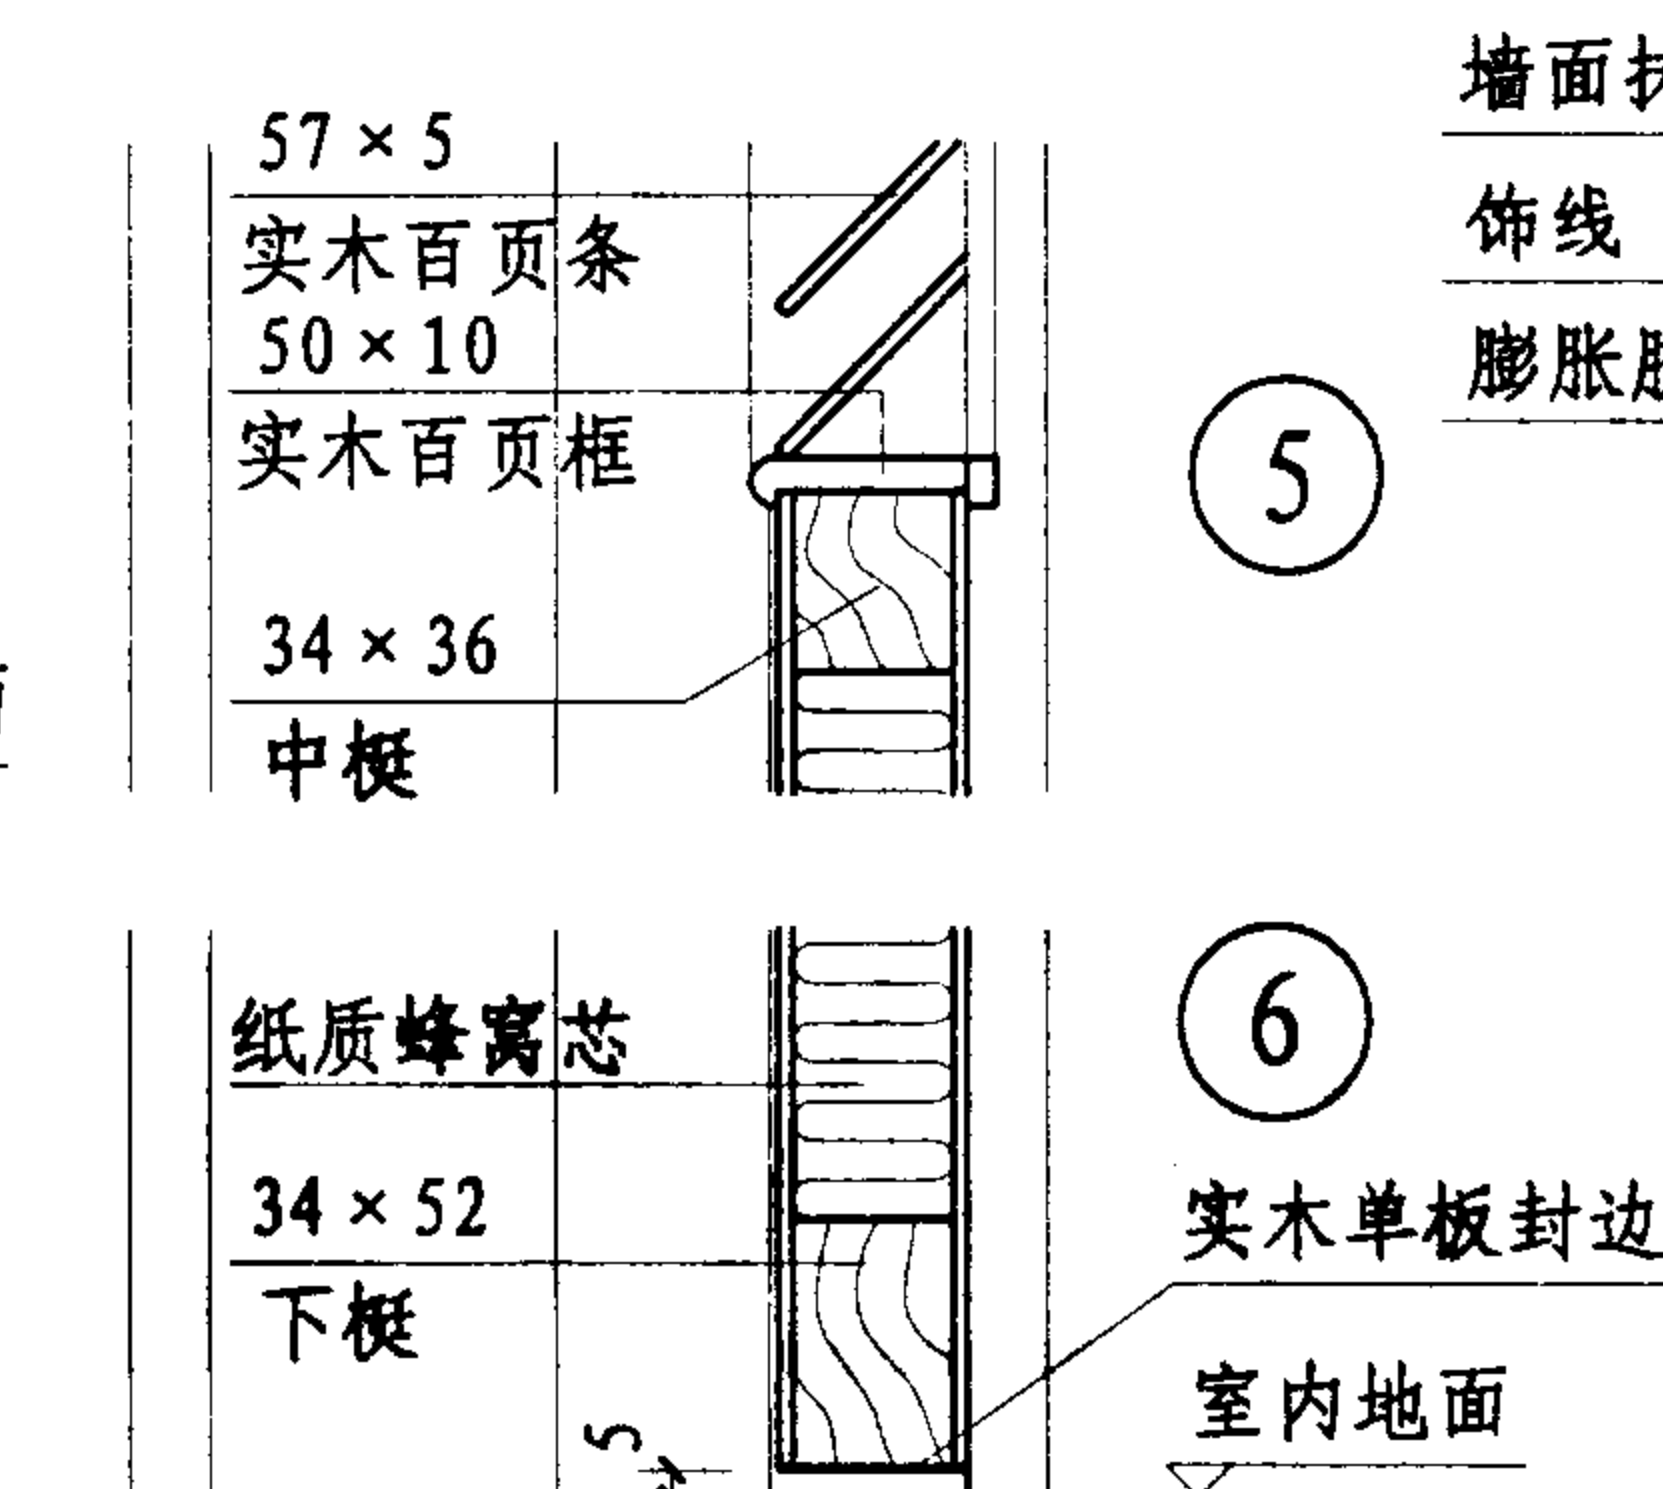 57×5
实木百页条
50×10
实木百页框
34×36
中梃
纸质蜂窝芯
34×52
下梃
5
墙面
饰线
膨胀
5
6
实木单板封边
室内地面